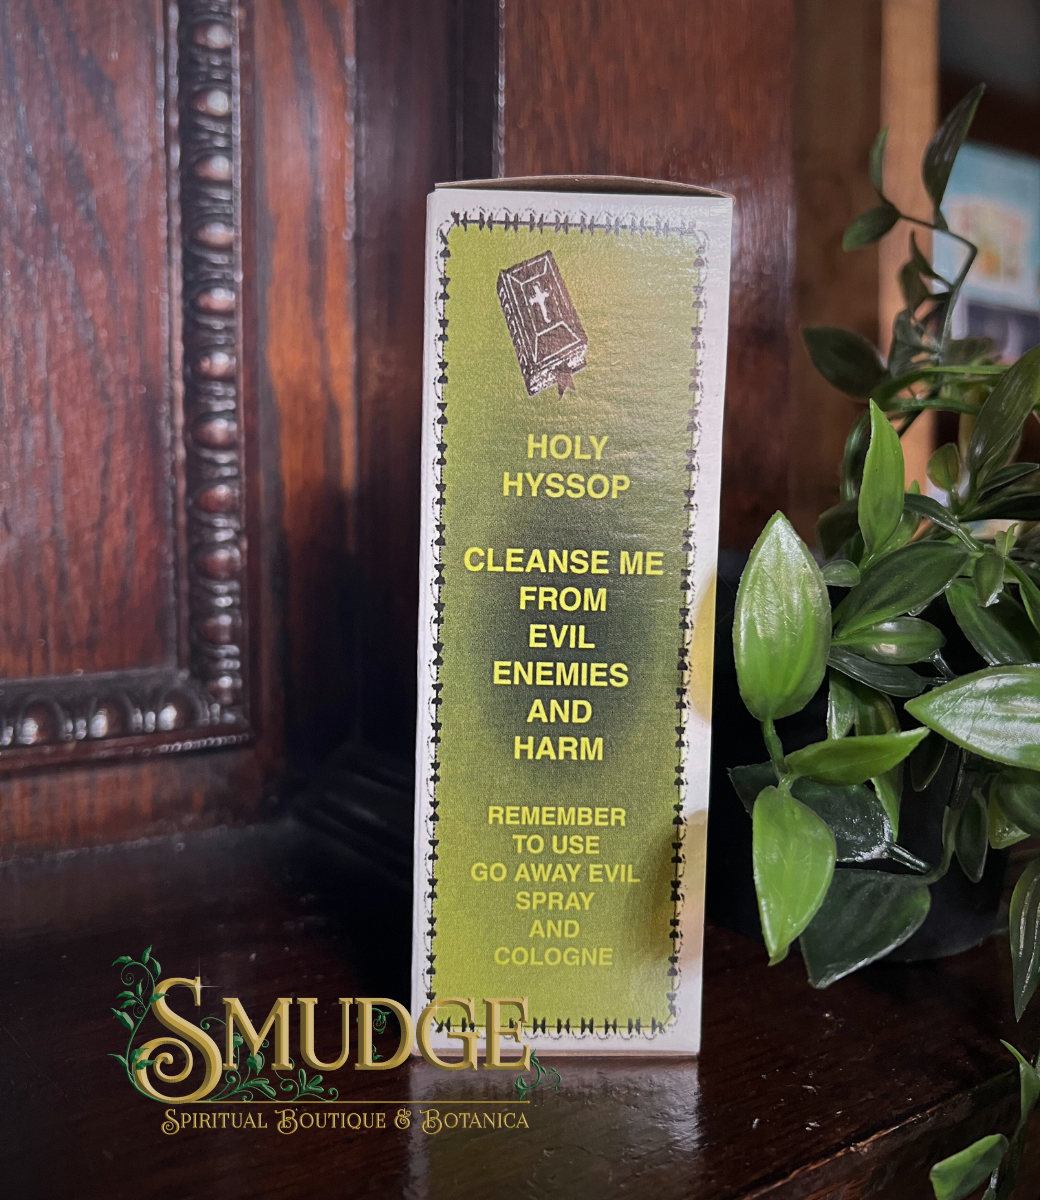 HOLY
HYSSOP
CLEANSE ME
FROM
EVIL
ENEMIES
AND
HARM
REMEMBER
TO USE
GO AWAY EVIL
SPRAY
AND
COLOGNE
SMUDGE
SPIRITUAL BOUTIQUE & BOTANICA